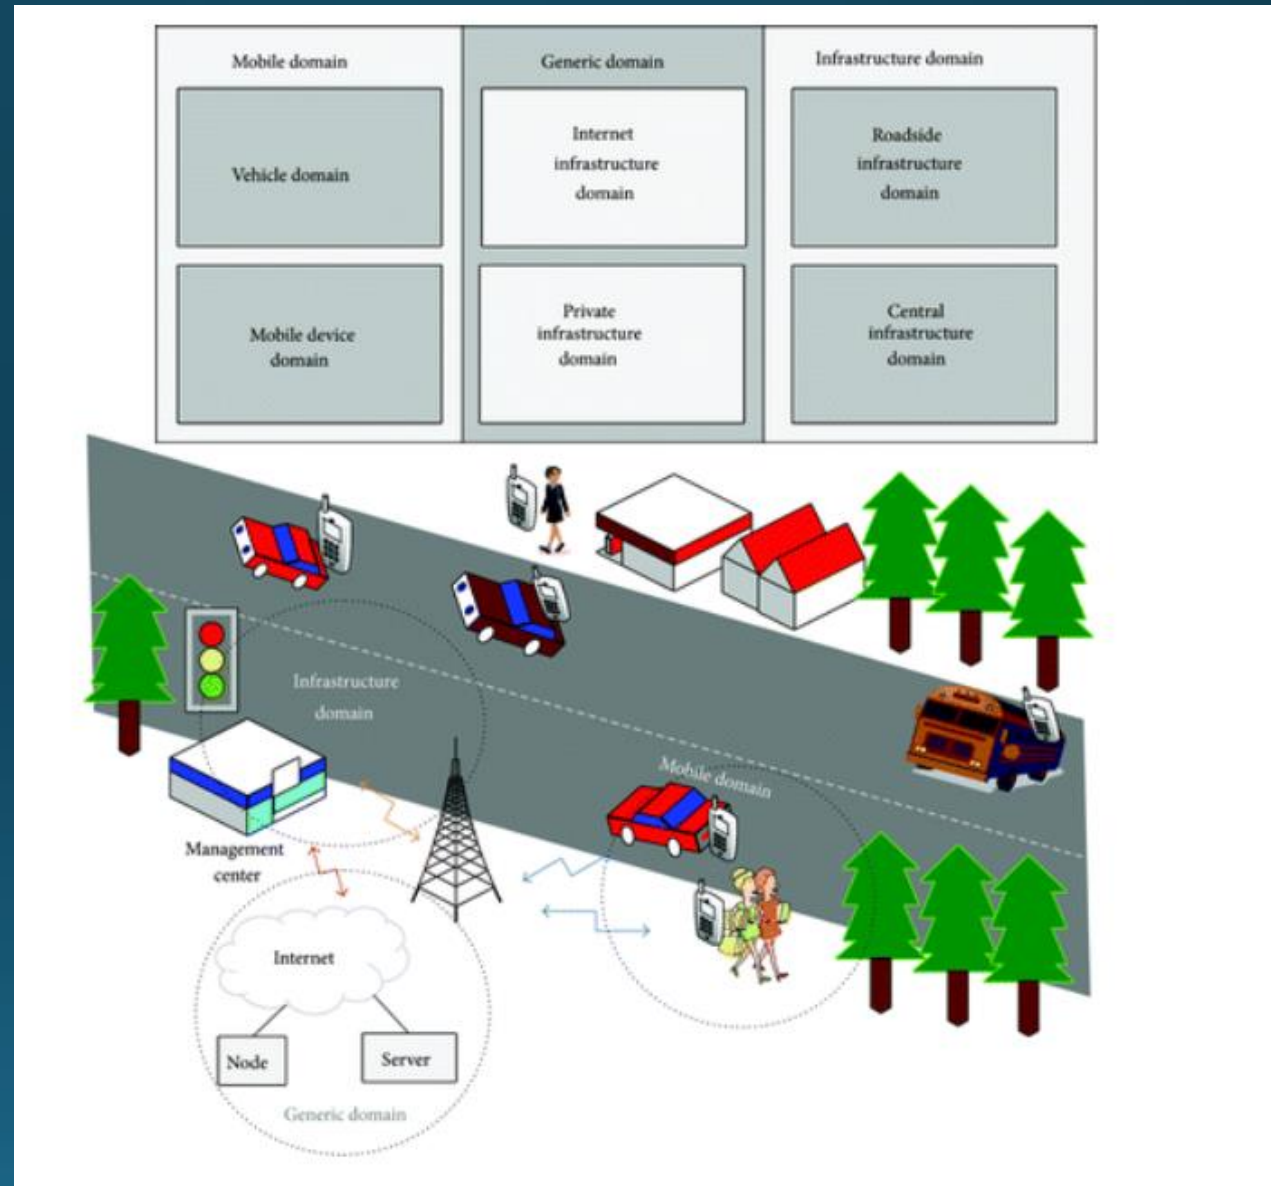 Mobile domain
Generic domain
Infrastructure domain
Vehicle domain
Internet
infrastructure
domain
Roadside
infrastructure
domain
Mobile device
domain
Private
infrastructure
domain
Central
infrastructure
domain
Infrastructure
domain
Mobile domain
Management
center
Internet
Node
Server
Generic domain